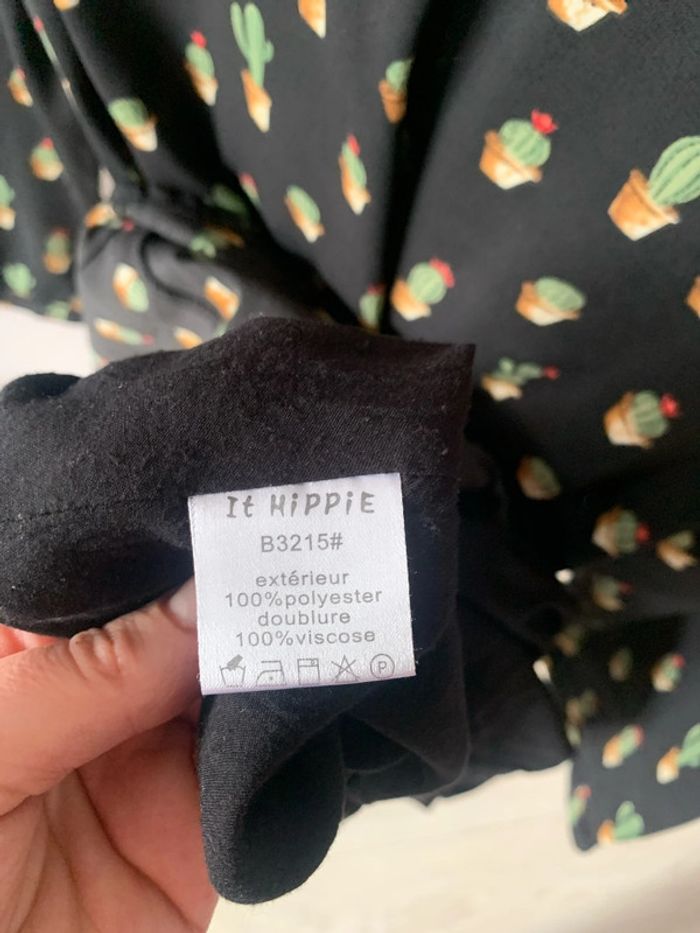 It HiPPiE
B3215#
extérieur
100%polyester
doublure
100%viscose
P